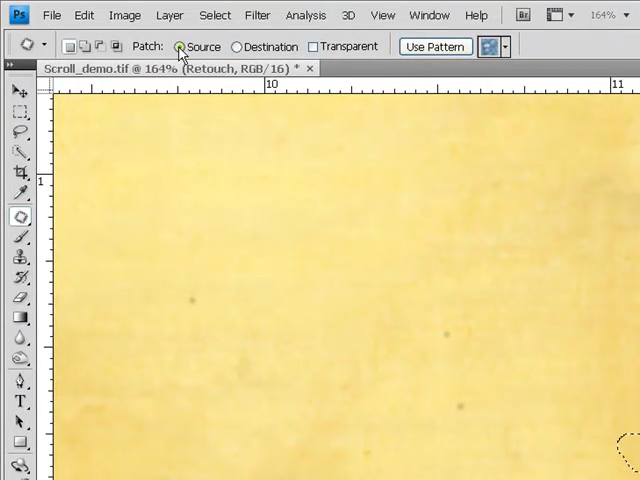 Ps File Edit Image Layer Select Filter Analysis 3D View Window Help Br 164%
Patch: Source Destination Transparent Use Pattern
Scroll_demo.tif @ 164% (Retouch, RGB/16) * ×
10 11
1
T